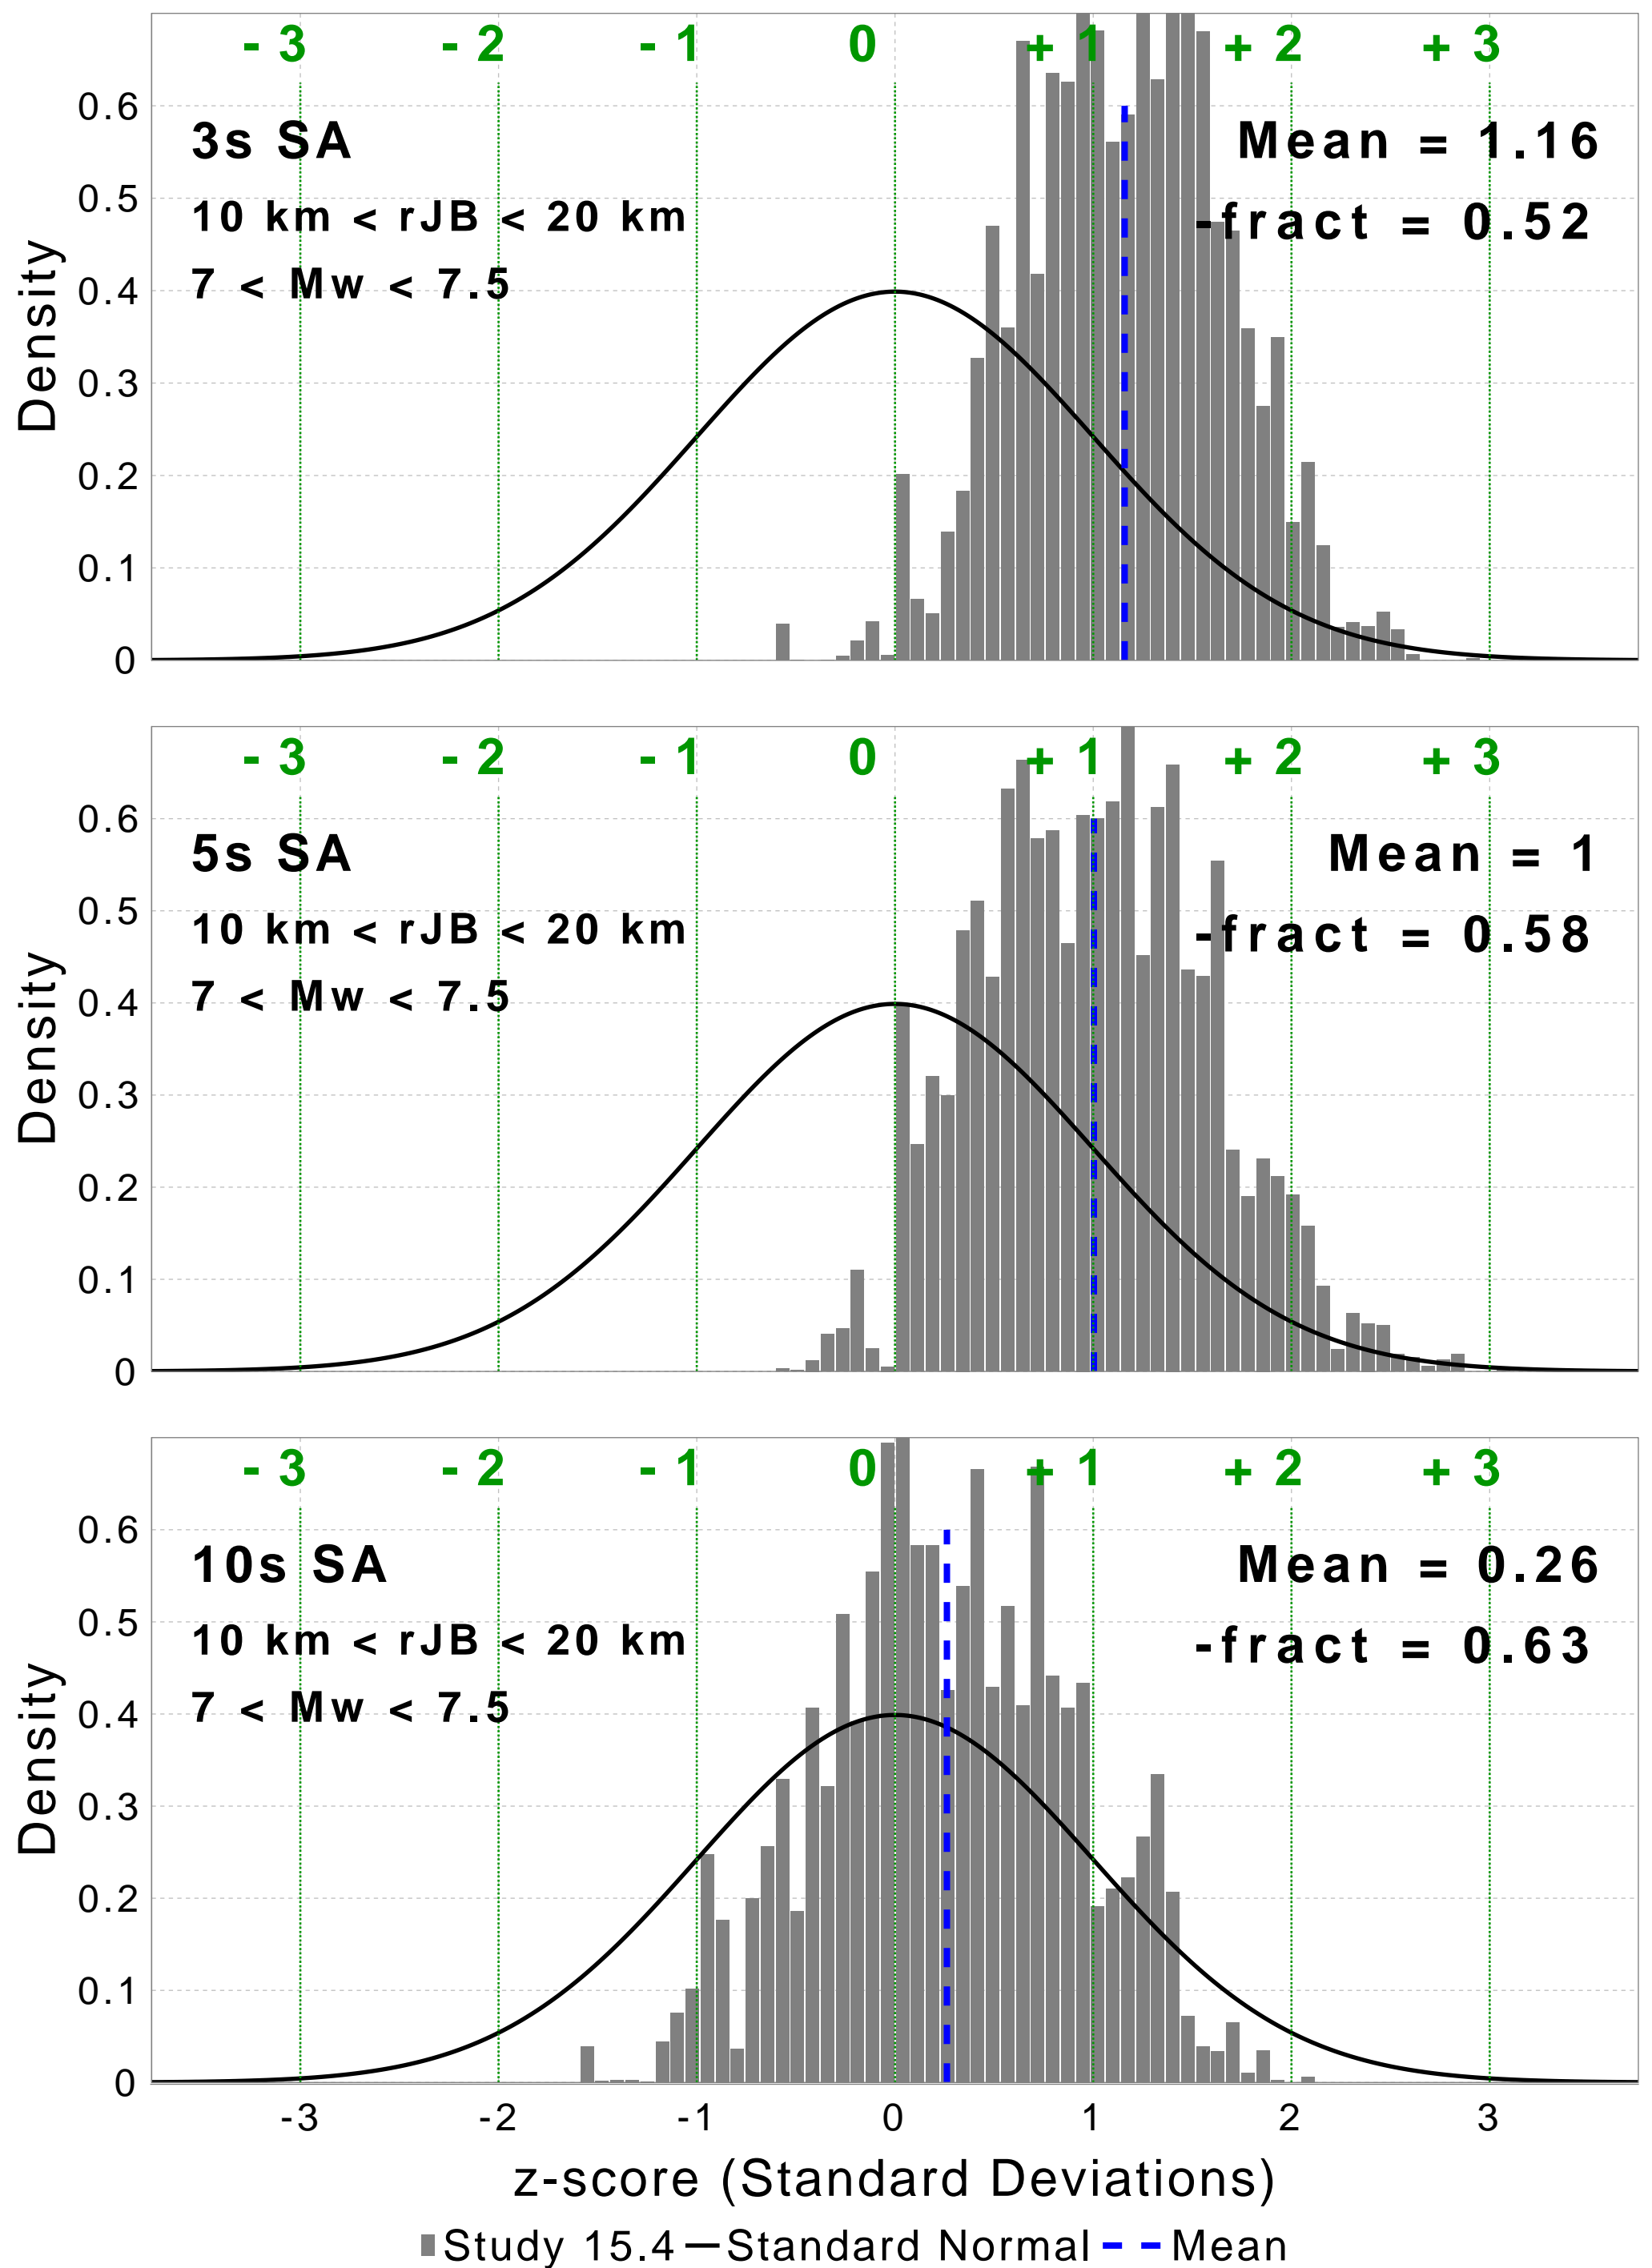 - 3 - 2 - 1 0 + 1 + 2 + 3
0.6
3s SA
Mean = 1.16
0.5
10 km < rJB < 20 km
-fract = 0.52
7 < Mw < 7.5
0.4
0.3
0.2
0.1
0
Density
- 3 - 2 - 1 0 + 1 + 2 + 3
0.6
5s SA
Mean = 1
0.5
10 km < rJB < 20 km
-fract = 0.58
7 < Mw < 7.5
0.4
0.3
0.2
0.1
0
Density
- 3 - 2 - 1 0 + 1 + 2 + 3
0.6
10s SA
Mean = 0.26
0.5
10 km < rJB < 20 km
-fract = 0.63
7 < Mw < 7.5
0.4
0.3
0.2
0.1
0
Density
-3 -2 -1 0 1 2 3
z-score (Standard Deviations)
Study 15.4 Standard Normal Mean